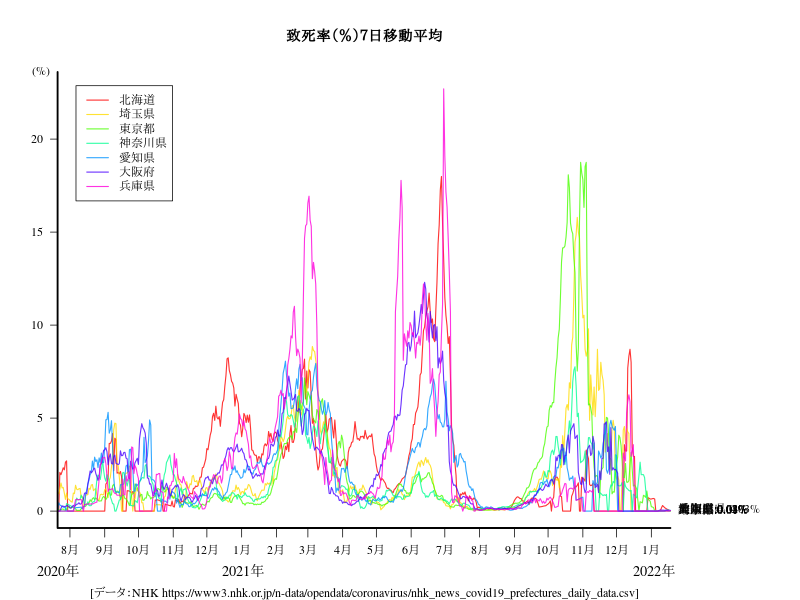 致死率(%)7日移動平均
(%)
北海道
埼玉県
東京都
神奈川県
愛知県
大阪府
兵庫県
20
15
10
5
0
8月 9月 10月 11月 12月 1月 2月 3月 4月 5月 6月 7月 8月 9月 10月 11月 12月 1月
2020年 2021年 2022年
[データ:NHK https://www3.nhk.or.jp/n-data/opendata/coronavirus/nhk_news_covid19_prefectures_daily_data.csv]